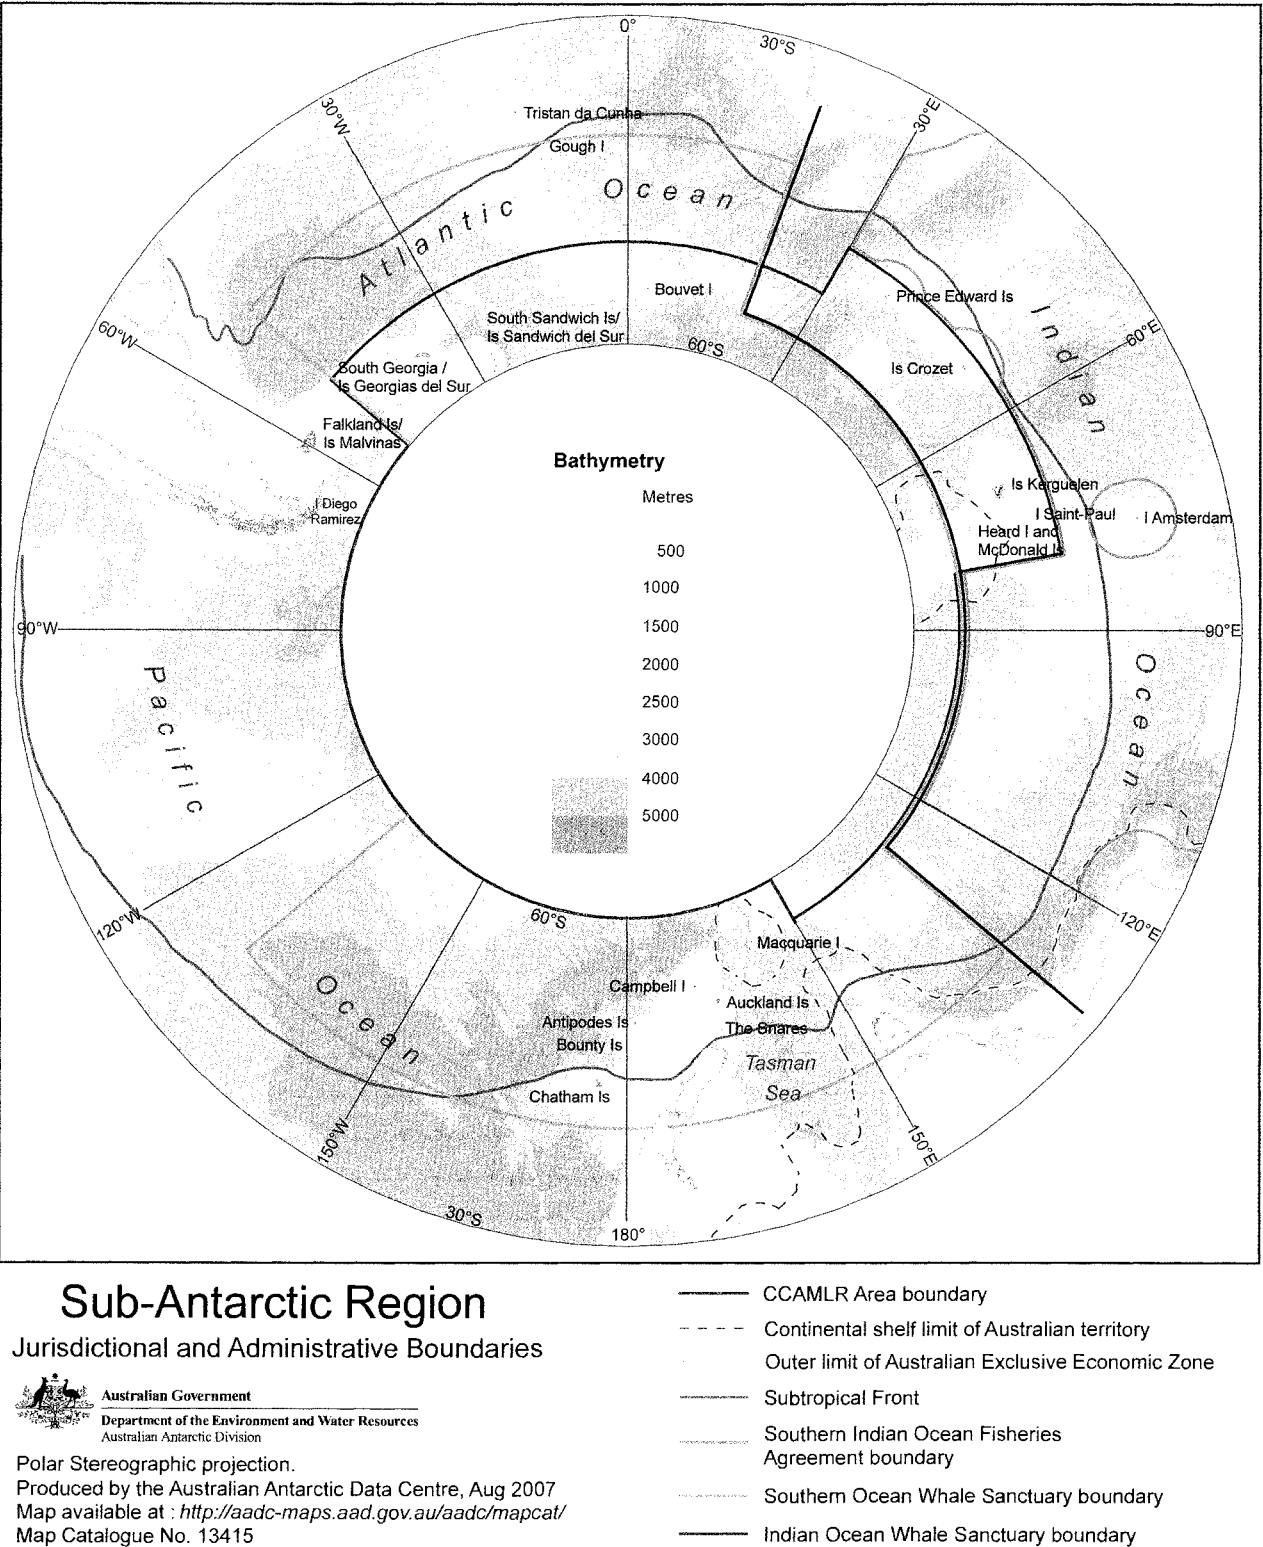 0°
30°S
30°W
30°E
Tristan da Cunha
Gough I
Ocean
Atlantic
Bouvet I
Prince Edward Is
Indian
60°W
60°E
South Sandwich Is/
Is Sandwich del Sur
60°S
South Georgia /
Is Georgias del Sur
Is Crozet
Falkland Is/
Is Malvinas
Bathymetry
Metres
Is Kerguelen
I Diego
Ramirez
I Saint-Paul
I Amsterdam
Heard I and
McDonald Is
500
1000
1500
2000
2500
3000
4000
5000
90°W
90°E
Pacific
Ocean
120°W
120°E
60°S
Macquarie I
Campbell I
Ocean
Auckland Is
Antipodes Is
The Snares
Bounty Is
Tasman
Sea
Chatham Is
150°W
150°E
30°S
180°
Sub-Antarctic Region
Jurisdictional and Administrative Boundaries
Australian Government
Department of the Environment and Water Resources
Australian Antarctic Division
Polar Stereographic projection.
Produced by the Australian Antarctic Data Centre, Aug 2007
Map available at : http://aadc-maps.aad.gov.au/aadc/mapcat/
Map Catalogue No. 13415
CCAMLR Area boundary
Continental shelf limit of Australian territory
Outer limit of Australian Exclusive Economic Zone
Subtropical Front
Southern Indian Ocean Fisheries
Agreement boundary
Southern Ocean Whale Sanctuary boundary
Indian Ocean Whale Sanctuary boundary